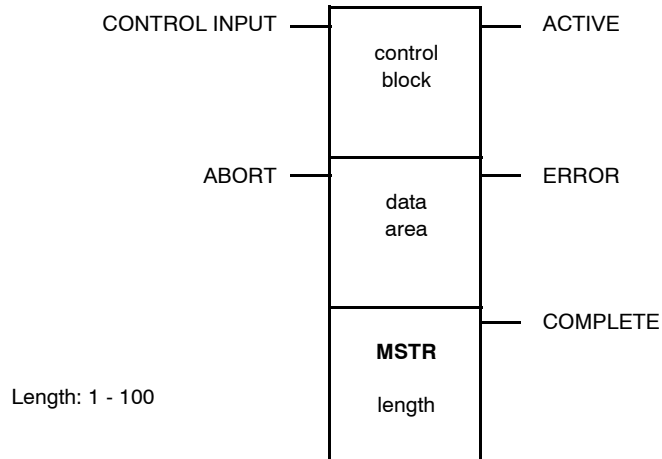 CONTROL INPUT
ACTIVE
control
block
ABORT
ERROR
data
area
COMPLETE
MSTR
Length: 1 - 100
length